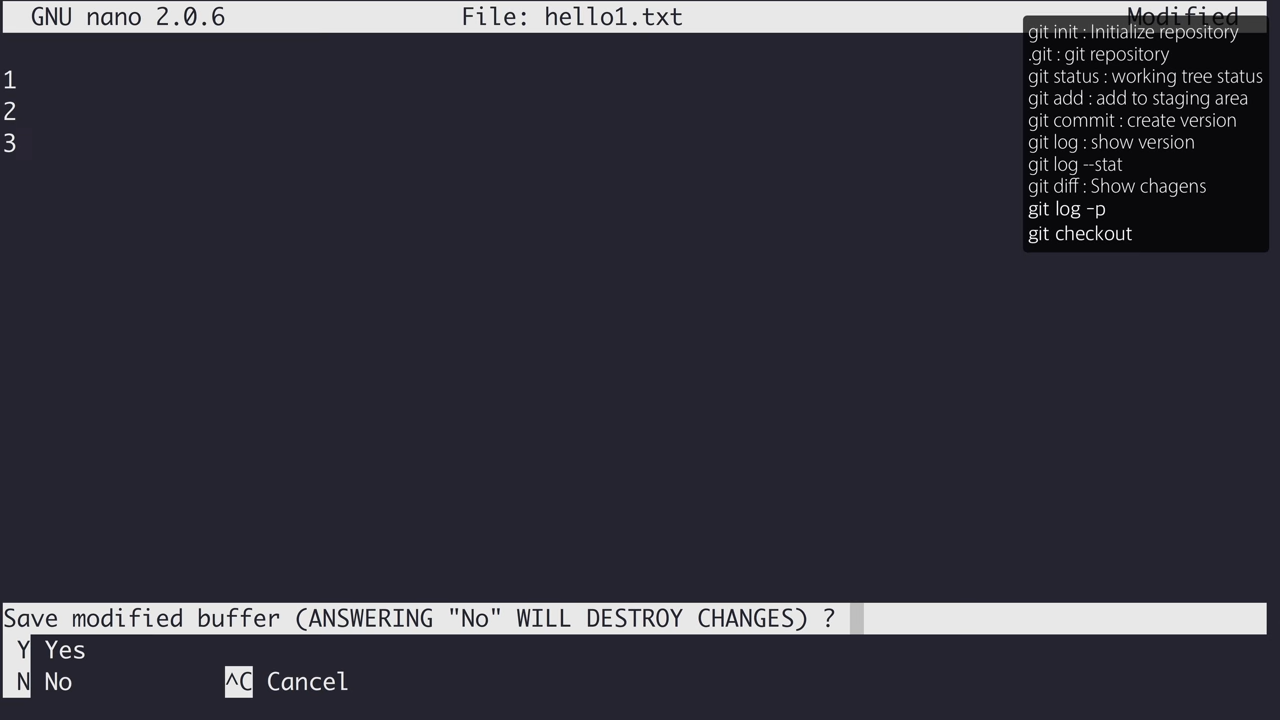 GNU nano 2.0.6 File: hello1.txt Modified
git init : Initialize repository
.git : git repository
git status : working tree status
git add : add to staging area
git commit : create version
git log : show version
git log --stat
git diff : Show chagens
git log -p
git checkout
1
2
3
Save modified buffer (ANSWERING "No" WILL DESTROY CHANGES) ?
Y Yes
N No ^C Cancel